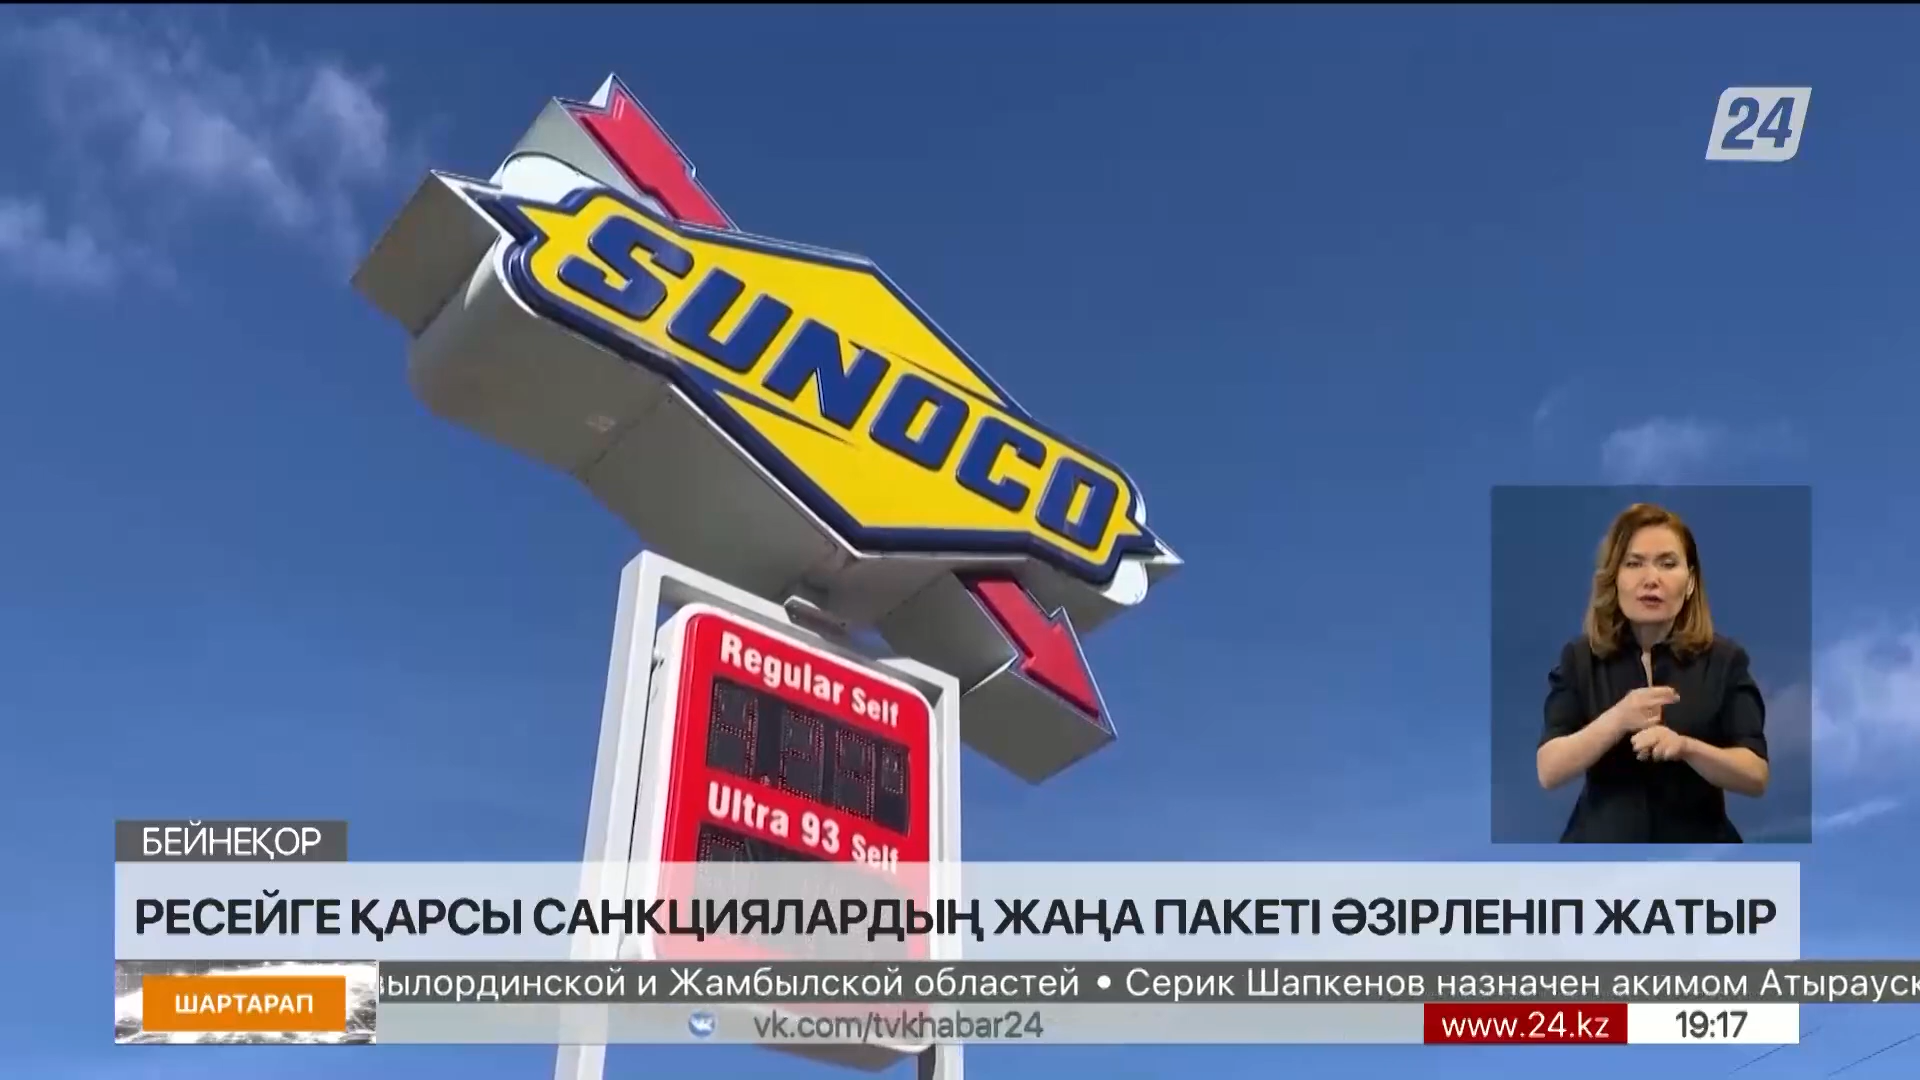 24
SUNOCO
Regular Self
Ultra 93 Self
БЕЙНЕҚОР
РЕСЕЙГЕ ҚАРСЫ САНКЦИЯЛАРДЫҢ ЖАҢА ПАКЕТІ ӘЗІРЛЕНІП ЖАТЫР
ШАРТАРАП
ылординской и Жамбылской областей • Серик Шапкенов назначен акимом Атырауск
vk.com/tvkhabar24
www.24.kz
19:17